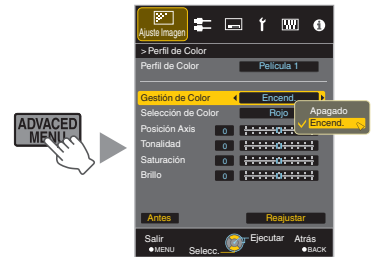 ADVACED
MENU
Ajuste Imagen
>Perfil de Color
Perfil de Color Película 1
Gestión de Color Encend.
Apagado
Encend.
Selección de Color Rojo
Posición Axis 0
Tonalidad 0
Saturación 0
Brillo 0
Antes Reajustar
Salir Ejecutar Atrás
MENU Selecc. BACK